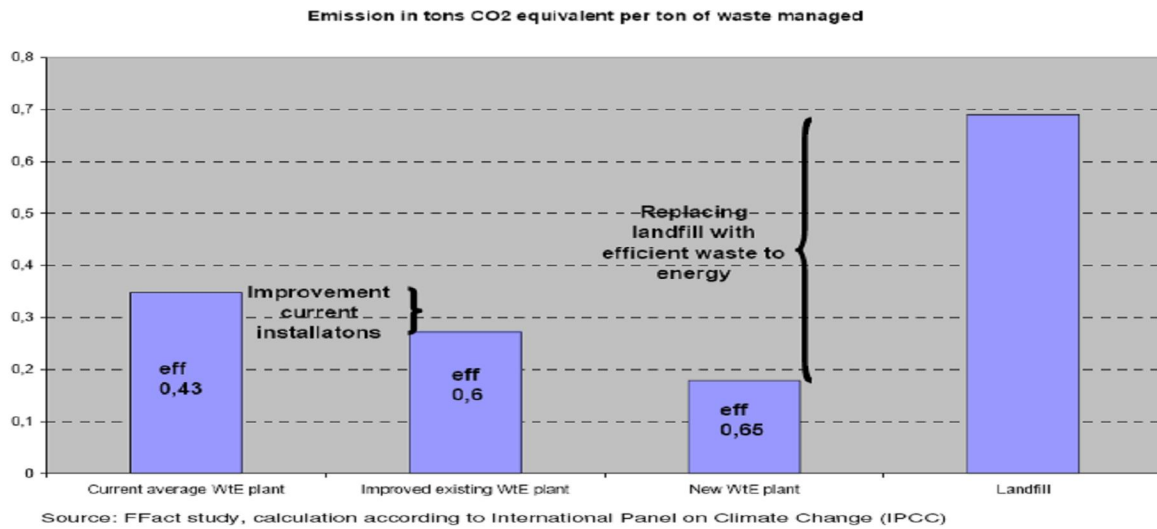 Emission in tons CO2 equivalent per ton of waste managed
0,8
0,7
0,6
0,5
0,4
0,3
0,2
0,1
0
Replacing
landfill with
efficient waste to
energy
Improvement
current
installatons
eff
0,43
eff
0,6
eff
0,65
Current average WtE plant
Improved existing WtE plant
New WtE plant
Landfill
Source: FFact study, calculation according to International Panel on Climate Change (IPCC)